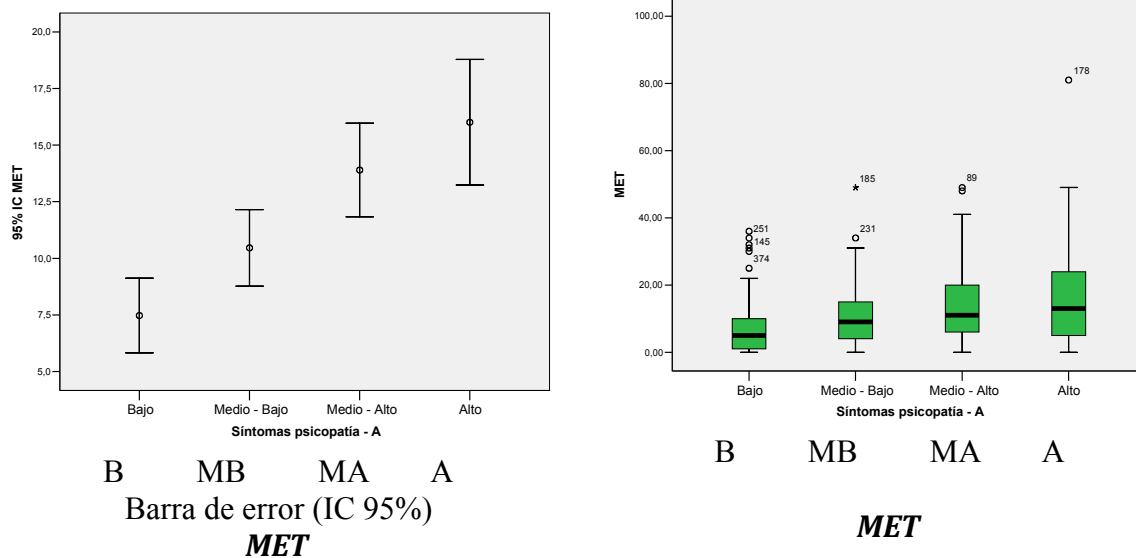 20,0
17,5
15,0
12,5
10,0
7,5
5,0
95% IC MET
Bajo Medio - Bajo Medio - Alto Alto
Síntomas psicopatía - A
B MB MA A
Barra de error (IC 95%)
MET
100,00
80,00
60,00
40,00
20,00
0,00
MET
178
185
89
231
251
145
374
Bajo Medio - Bajo Medio - Alto Alto
Síntomas psicopatía - A
B MB MA A
MET